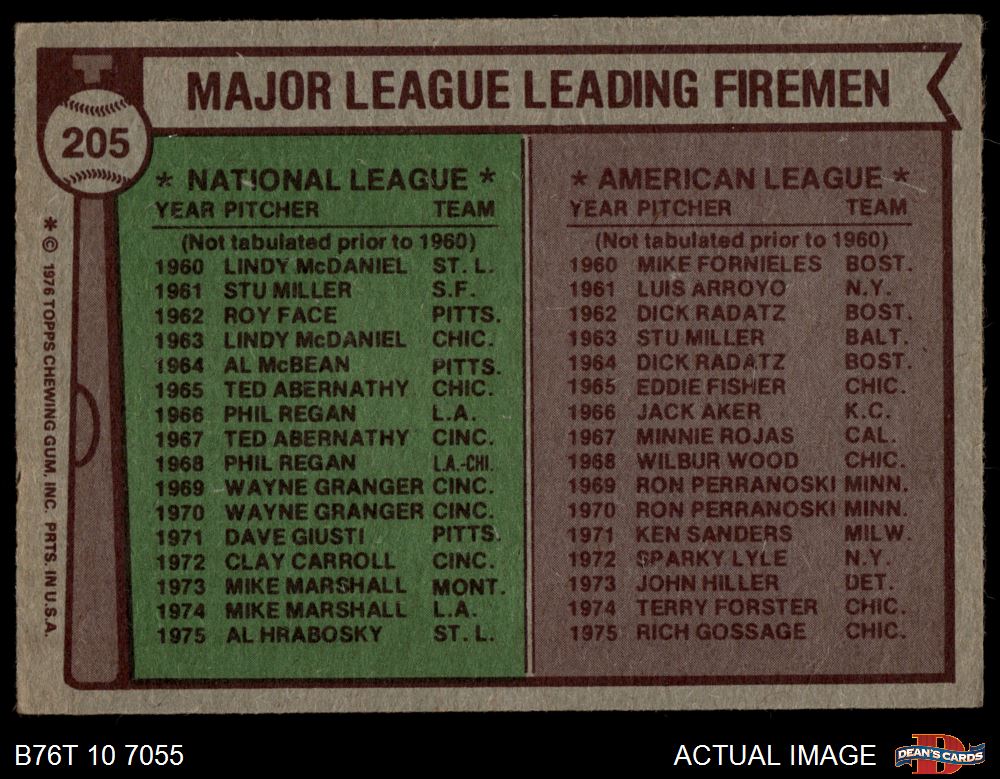 MAJOR LEAGUE LEADING FIREMEN
205
* NATIONAL LEAGUE *
YEAR PITCHER TEAM
(Not tabulated prior to 1960)
1960 LINDY McDANIEL ST. L.
1961 STU MILLER S.F.
1962 ROY FACE PITTS.
1963 LINDY McDANIEL CHIC.
1964 AL McBEAN PITTS.
1965 TED ABERNATHY CHIC.
1966 PHIL REGAN L.A.
1967 TED ABERNATHY CINC.
1968 PHIL REGAN L.A.-CHI.
1969 WAYNE GRANGER CINC.
1970 WAYNE GRANGER CINC.
1971 DAVE GIUSTI PITTS.
1972 CLAY CARROLL CINC.
1973 MIKE MARSHALL MONT.
1974 MIKE MARSHALL L.A.
1975 AL HRABOSKY ST. L.
* AMERICAN LEAGUE *
YEAR PITCHER TEAM
(Not tabulated prior to 1960)
1960 MIKE FORNIELES BOST.
1961 LUIS ARROYO N.Y.
1962 DICK RADATZ BOST.
1963 STU MILLER BALT.
1964 DICK RADATZ BOST.
1965 EDDIE FISHER CHIC.
1966 JACK AKER K.C.
1967 MINNIE ROJAS CAL.
1968 WILBUR WOOD CHIC.
1969 RON PERRANOSKI MINN.
1970 RON PERRANOSKI MINN.
1971 KEN SANDERS MILW.
1972 SPARKY LYLE N.Y.
1973 JOHN HILLER DET.
1974 TERRY FORSTER CHIC.
1975 RICH GOSSAGE CHIC.
* © 1976 TOPPS CHEWING GUM, INC. PRTS. IN U.S.A.
B76T 10 7055
ACTUAL IMAGE
D
DEAN'S CARDS